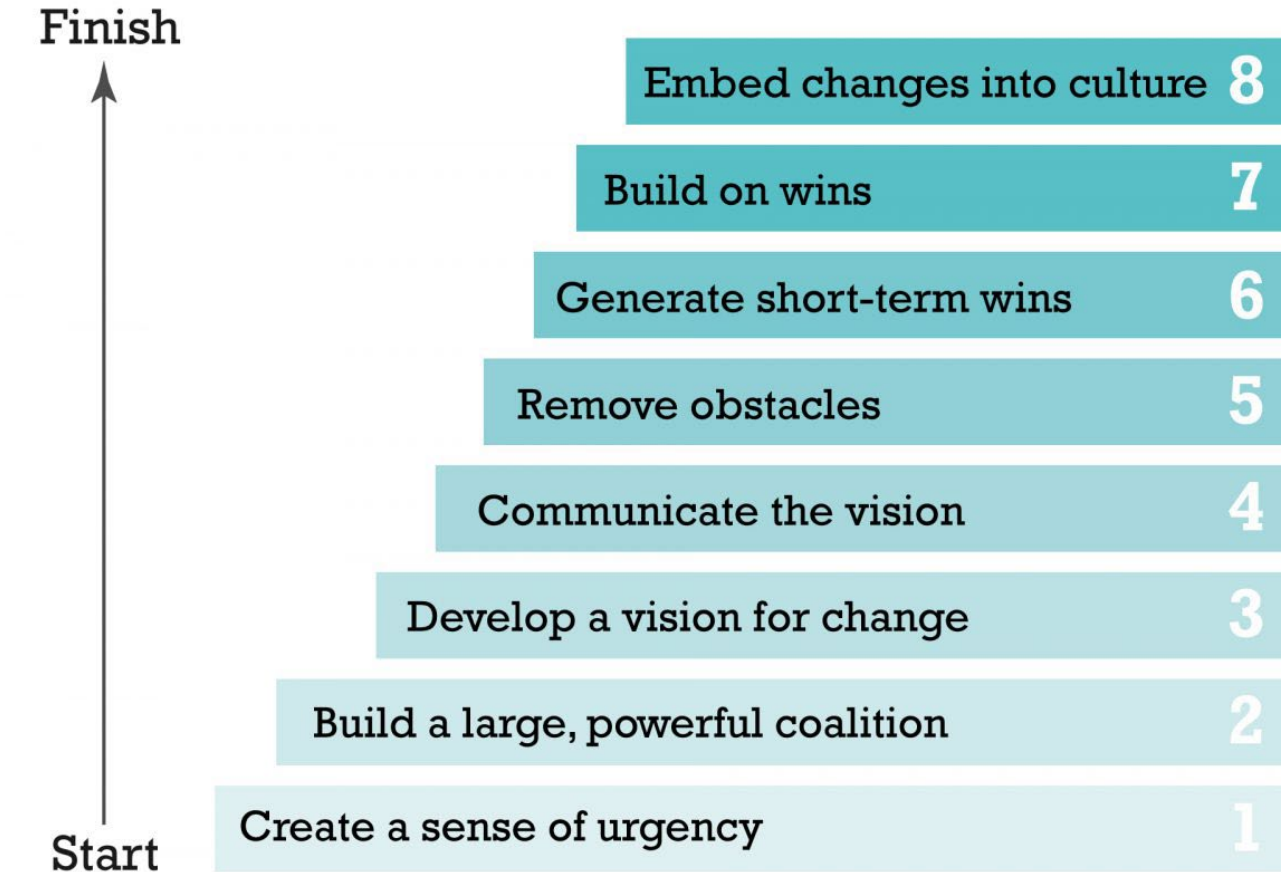 Finish
Embed changes into culture 8
Build on wins 7
Generate short-term wins 6
Remove obstacles 5
Communicate the vision 4
Develop a vision for change 3
Build a large, powerful coalition 2
Create a sense of urgency 1
Start